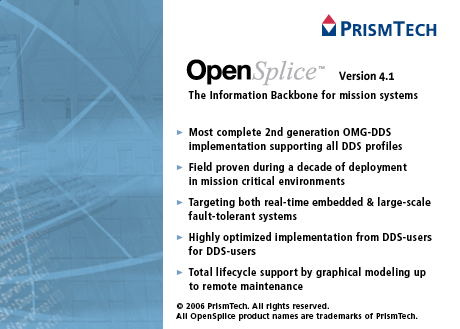 PRISMTECH
OpenSplice™ Version 4.1
The Information Backbone for mission systems
► Most complete 2nd generation OMG-DDS
implementation supporting all DDS profiles
► Field proven during a decade of deployment
in mission critical environments
► Targeting both real-time embedded & large-scale
fault-tolerant systems
► Highly optimized implementation from DDS-users
for DDS-users
► Total lifecycle support by graphical modeling up
to remote maintenance
© 2006 PrismTech. All rights reserved.
All OpenSplice product names are trademarks of PrismTech.